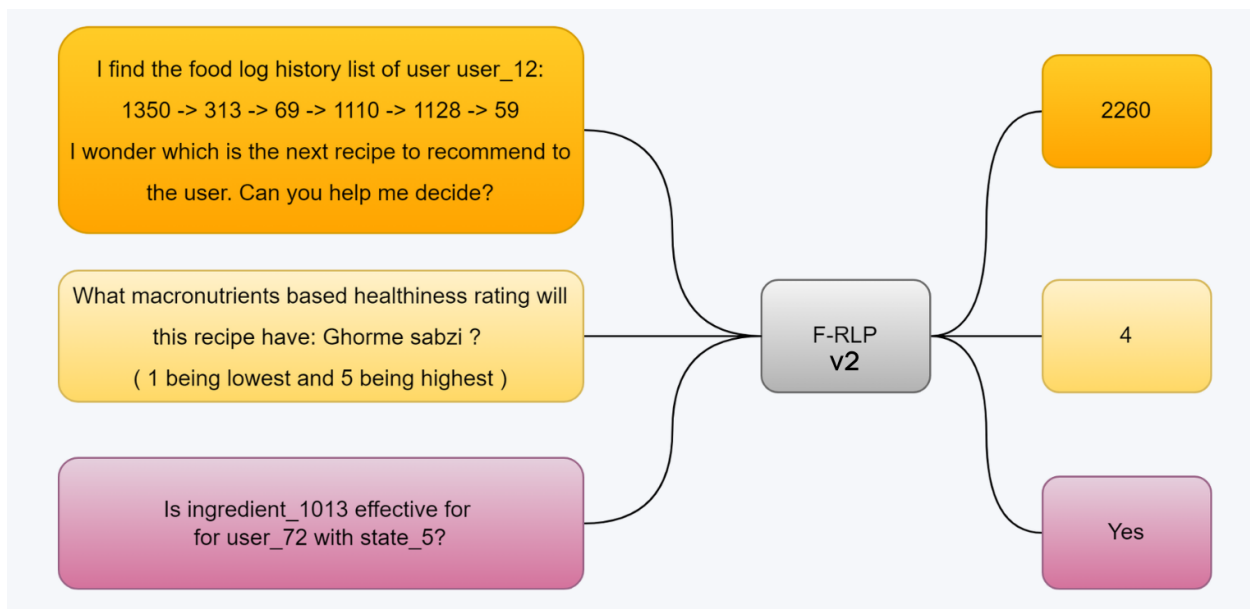 I find the food log history list of user user_12:
1350 -> 313 -> 69 -> 1110 -> 1128 -> 59
I wonder which is the next recipe to recommend to
the user. Can you help me decide?
What macronutrients based healthiness rating will
this recipe have: Ghorme sabzi ?
( 1 being lowest and 5 being highest )
Is ingredient_1013 effective for
for user_72 with state_5?
F-RLP
v2
2260
4
Yes